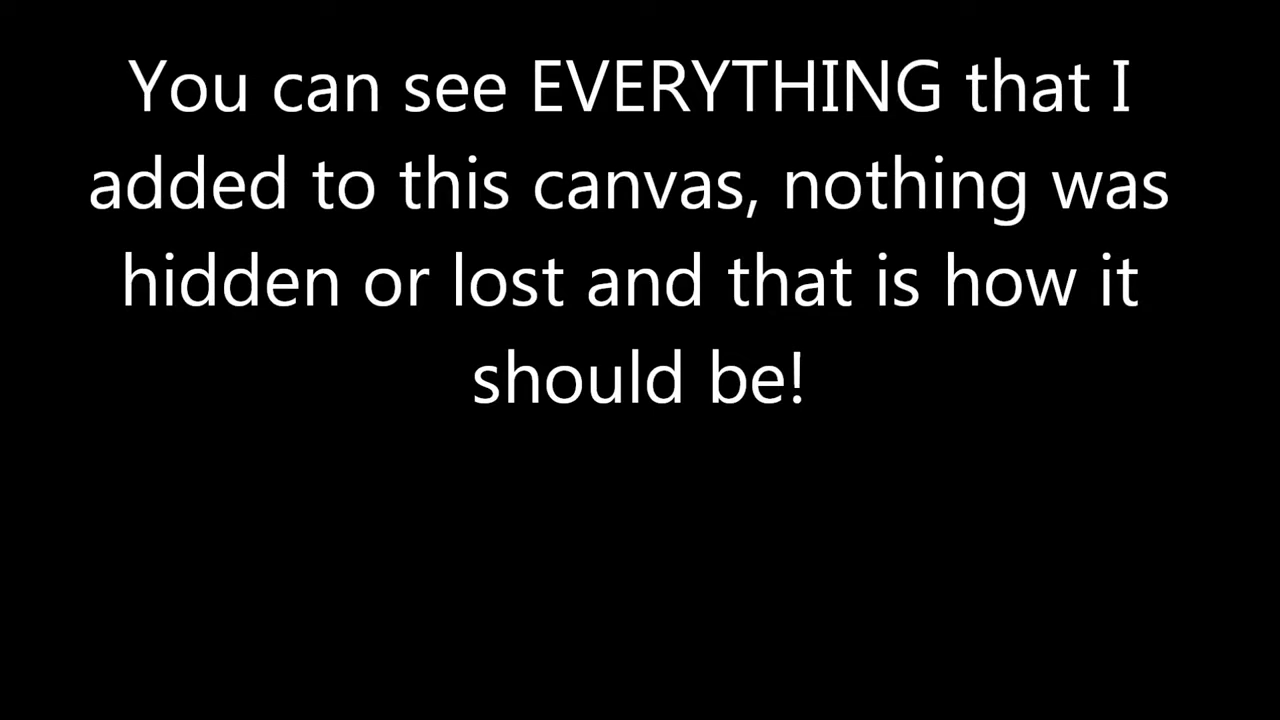 You can see EVERYTHING that I
added to this canvas, nothing was
hidden or lost and that is how it
should be!